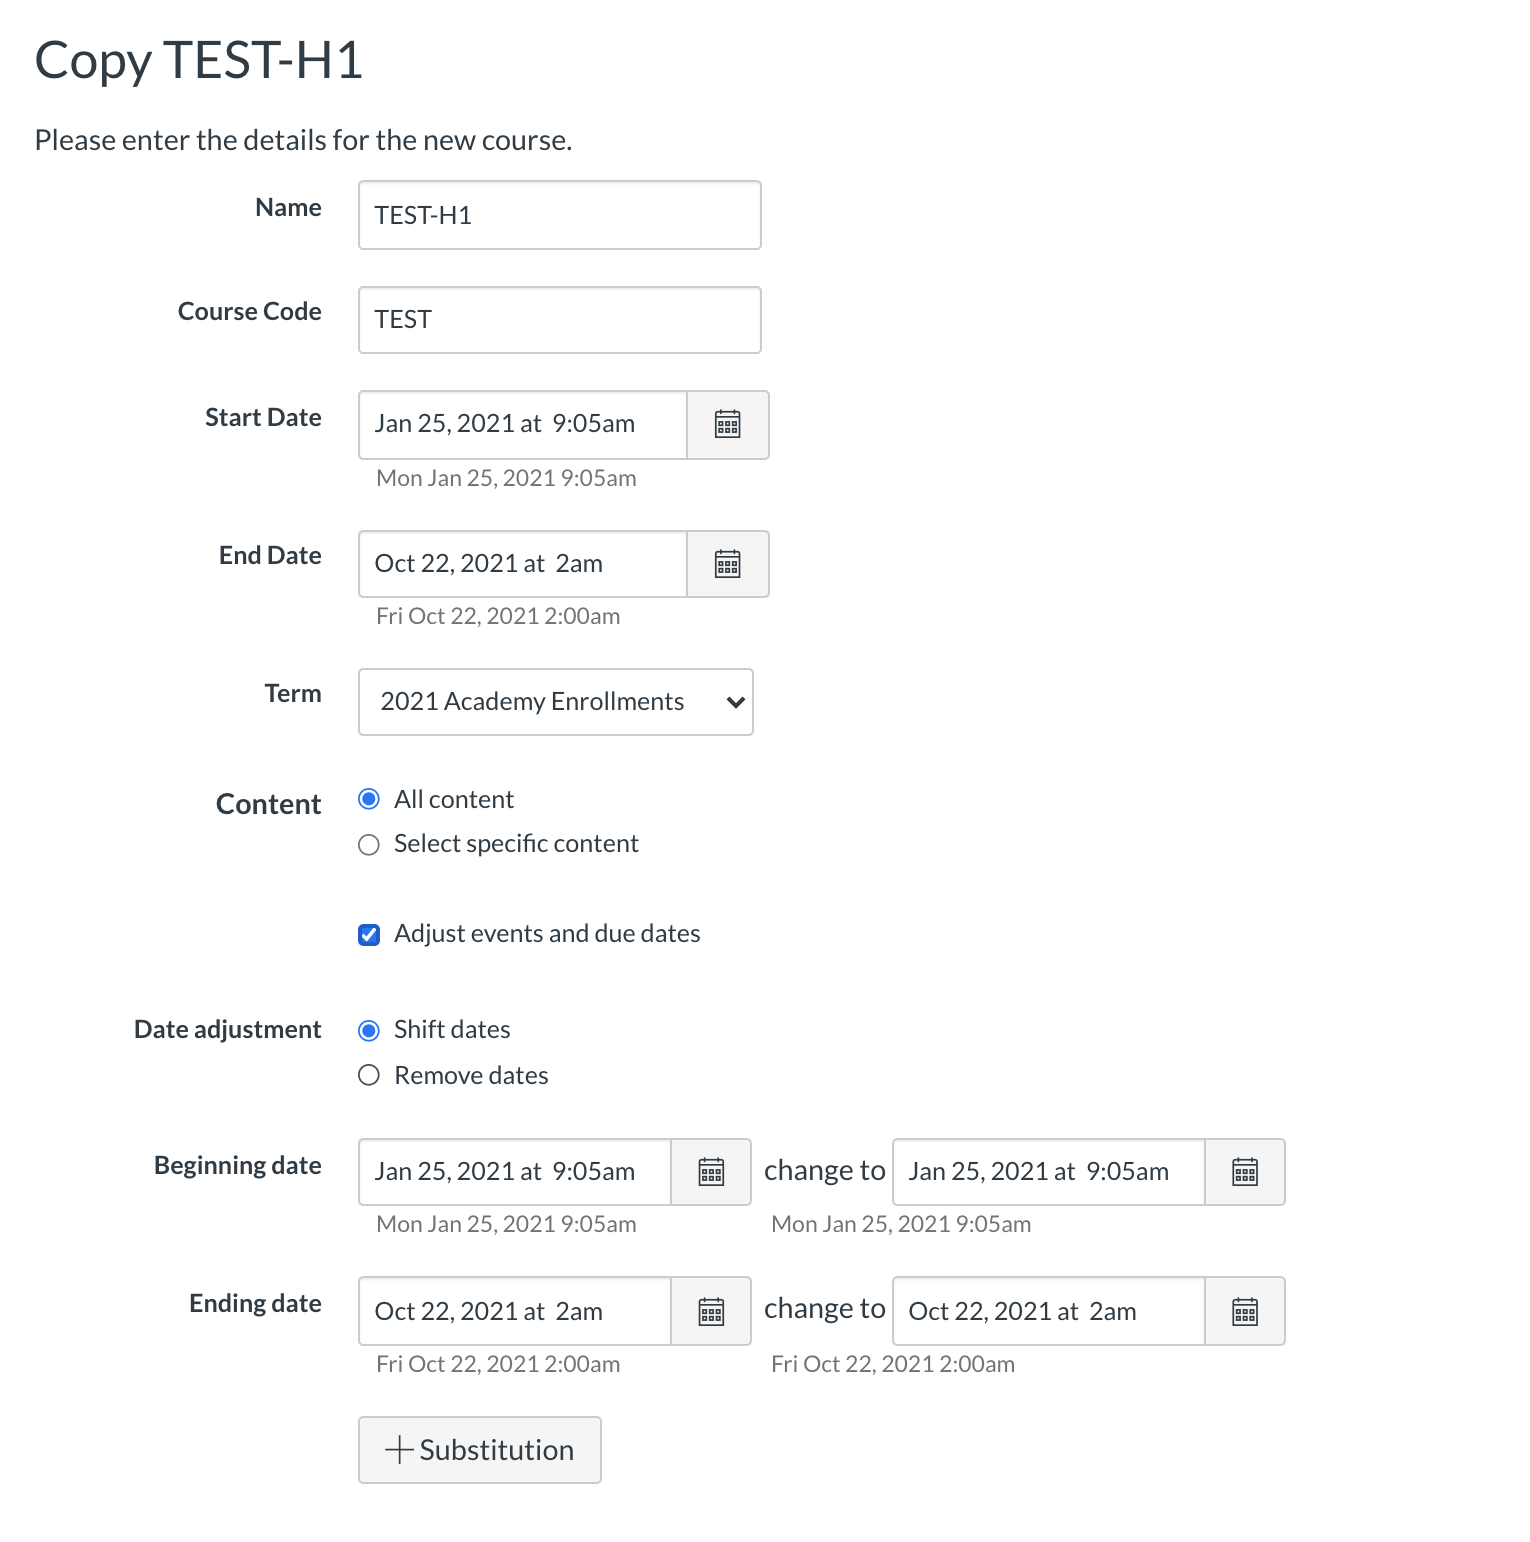 Copy TEST-H1
Please enter the details for the new course.
Name
TEST-H1
Course Code
TEST
Start Date
Jan 25, 2021 at 9:05am
Mon Jan 25, 2021 9:05am
End Date
Oct 22, 2021 at 2am
Fri Oct 22, 2021 2:00am
Term
2021 Academy Enrollments
Content
All content
Select specific content
Adjust events and due dates
Date adjustment
Shift dates
Remove dates
Beginning date
Jan 25, 2021 at 9:05am change to Jan 25, 2021 at 9:05am
Mon Jan 25, 2021 9:05am Mon Jan 25, 2021 9:05am
Ending date
Oct 22, 2021 at 2am change to Oct 22, 2021 at 2am
Fri Oct 22, 2021 2:00am Fri Oct 22, 2021 2:00am
Substitution